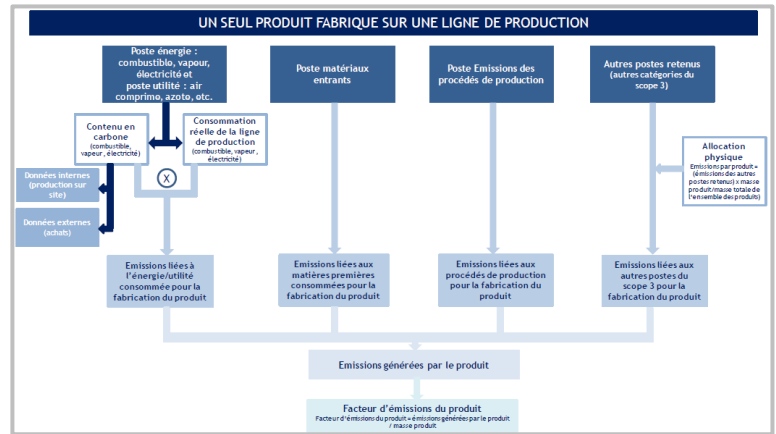 UN SEUL PRODUIT FABRIQUE SUR UNE LIGNE DE PRODUCTION
Poste énergie :
combustiblo, vapour,
électricité et
poste utilité : air
comprimo, azoto, etc.
Poste matériaux
entrants
Poste Emissions des
procédés de production
Autres postes retenus
(autres catégories du
scope 3)
Contenu en
carbone
(combustible,
vapeur , électricité)
Consommation
réelle de la ligne
de production
(combustible, vapeur ,
électricité)
X
Données internes
(production sur
site)
Données externes
(achats)
Allocation
physique
Emissions par produit =
(émissions des autres
postes retenus) x masse
produit/masse totale de
l'ensemble des produits)
Emissions liées à
l'énergie/utilité
consommée pour la
fabrication du produit
Emissions liées aux
matières premières
consommées pour la
fabrication du produit
Emissions liées aux
procédés de production
pour la fabrication du
produit
Emissions liées aux
autres postes du
scope 3 pour la
fabrication du produit
Emissions générées par le produit
Facteur d'émissions du produit
Facteur d'émissions du produit = émissions générées par le produit
/ masse produit